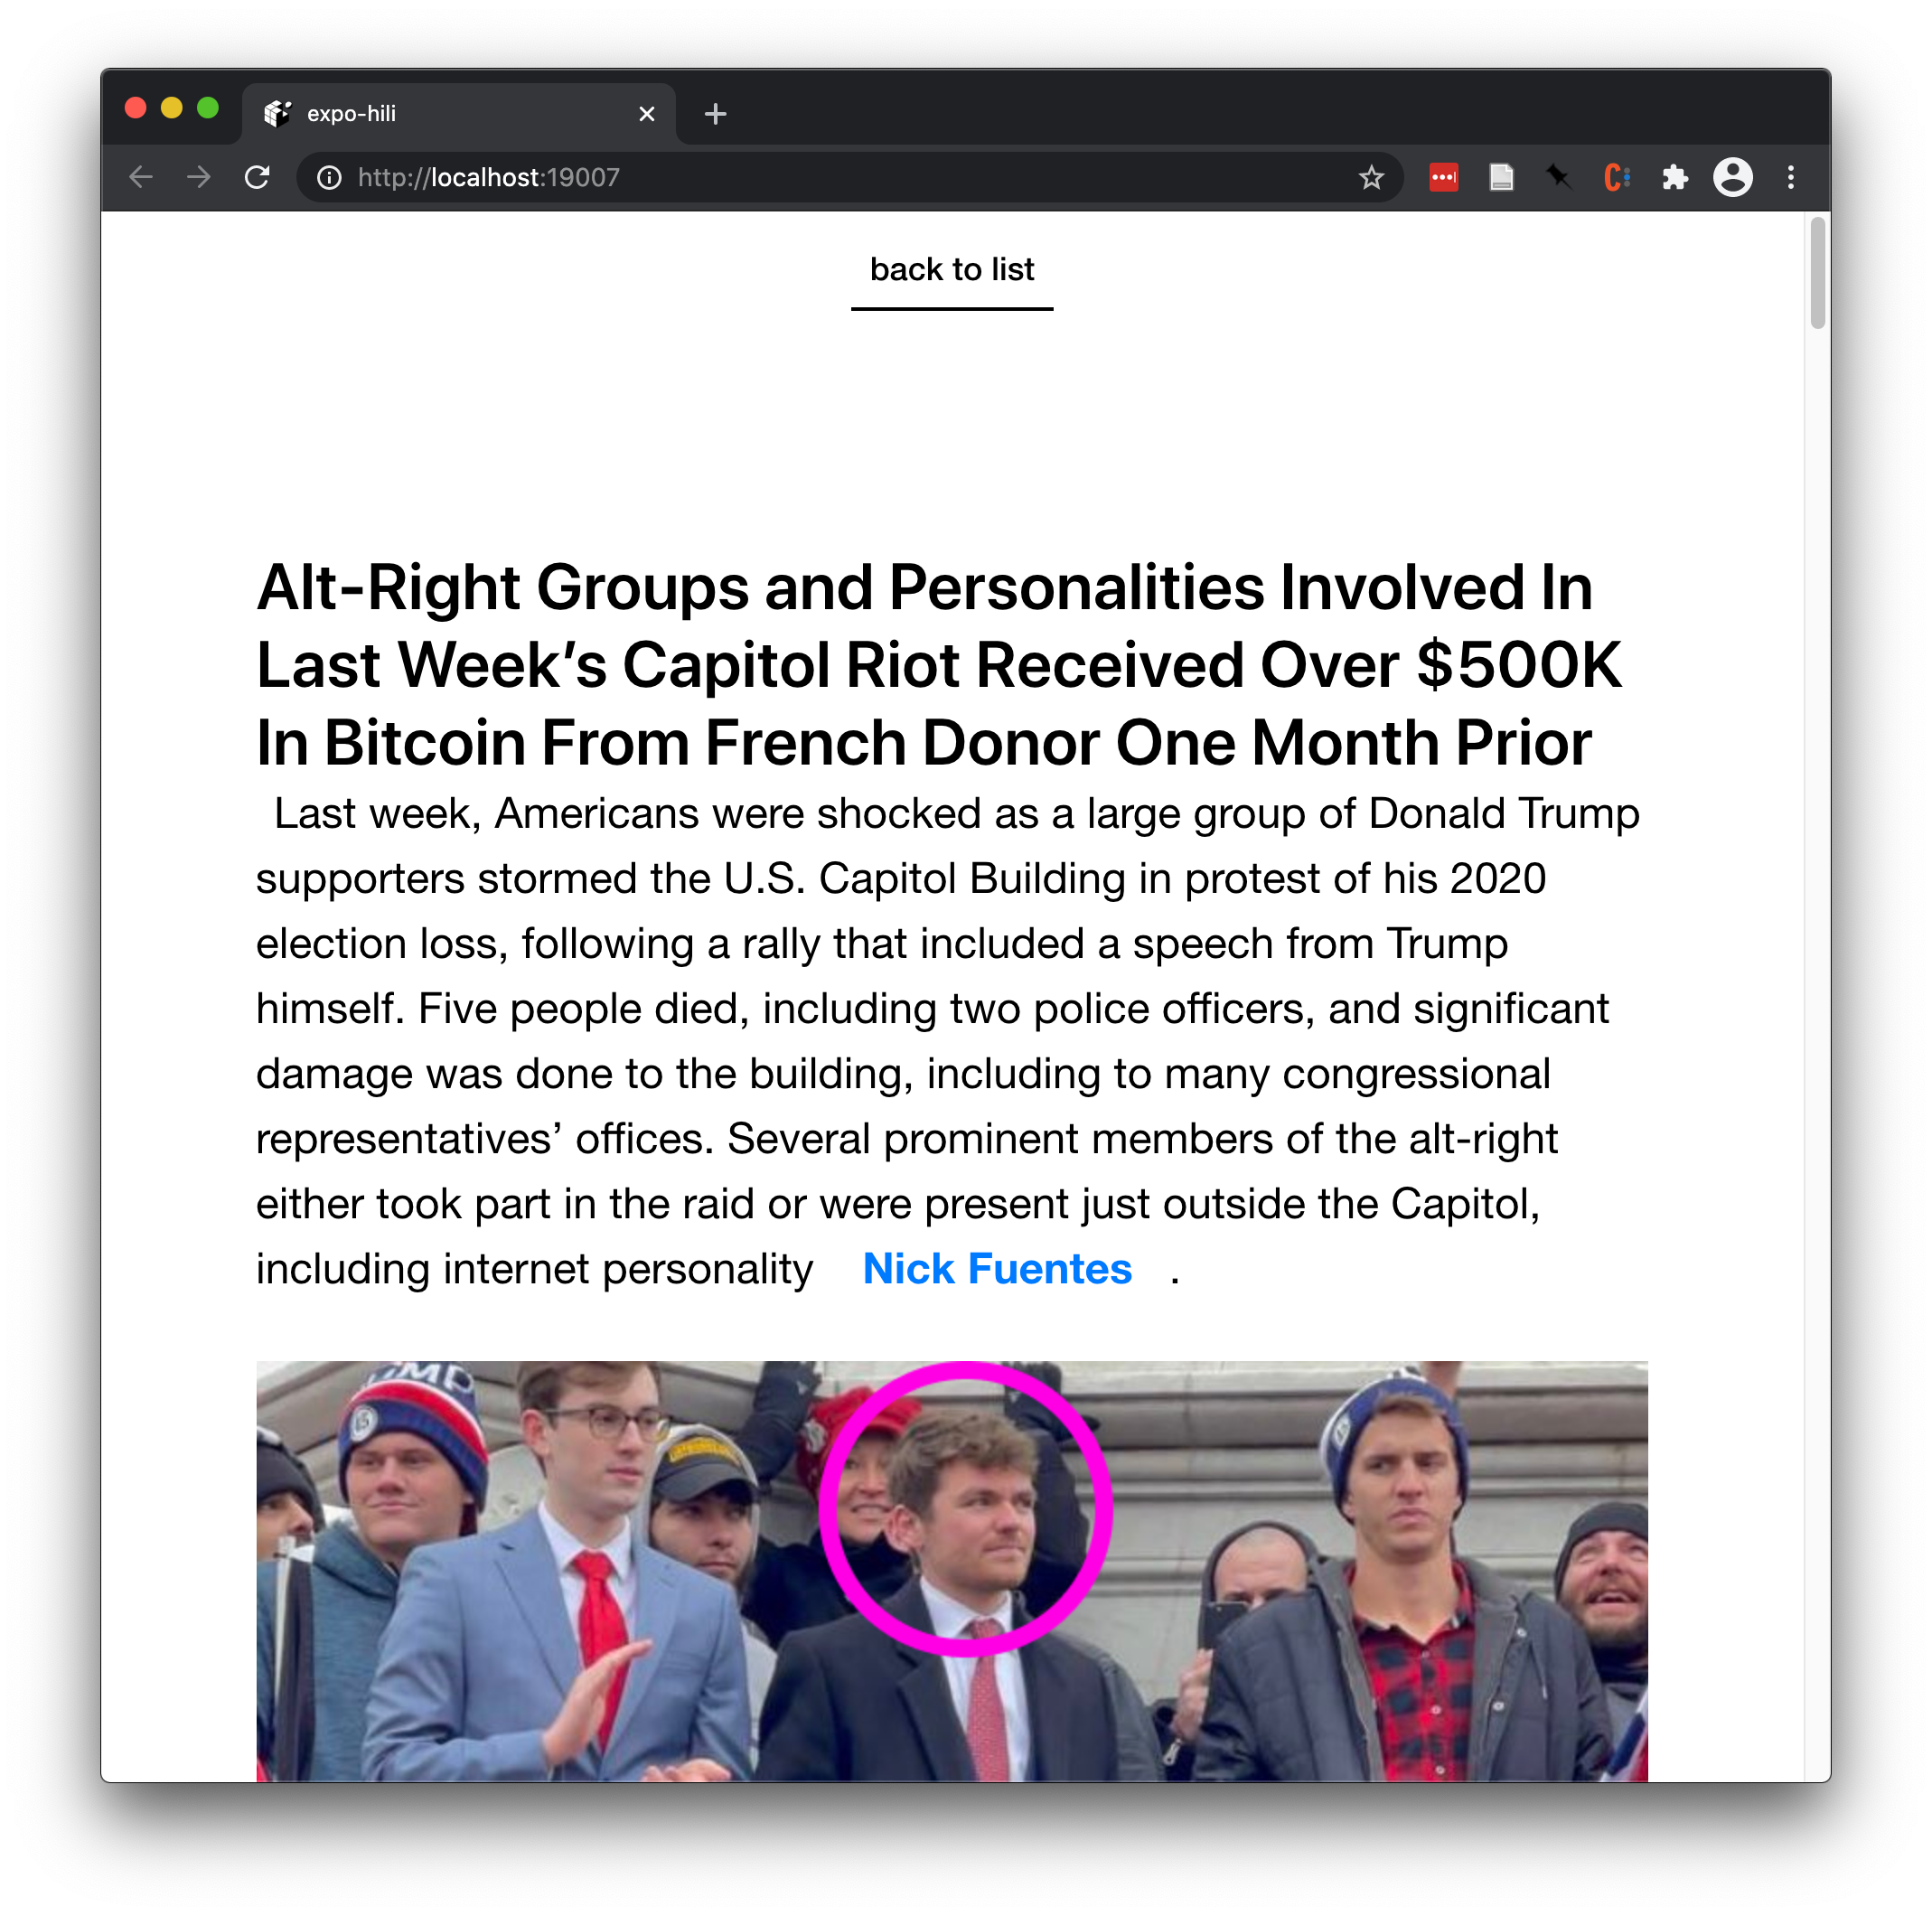 expo-hili
http://localhost:19007
back to list
Alt-Right Groups and Personalities Involved In
Last Week’s Capitol Riot Received Over $500K
In Bitcoin From French Donor One Month Prior
Last week, Americans were shocked as a large group of Donald Trump
supporters stormed the U.S. Capitol Building in protest of his 2020
election loss, following a rally that included a speech from Trump
himself. Five people died, including two police officers, and significant
damage was done to the building, including to many congressional
representatives’ offices. Several prominent members of the alt-right
either took part in the raid or were present just outside the Capitol,
including internet personality Nick Fuentes .